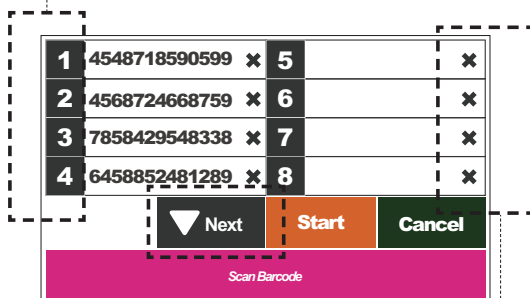 1 4548718590599 ✖ 5 ✖
2 4568724668759 ✖ 6 ✖
3 7858429548338 ✖ 7 ✖
4 6458852481289 ✖ 8 ✖
Next Start Cancel
Scan Barcode